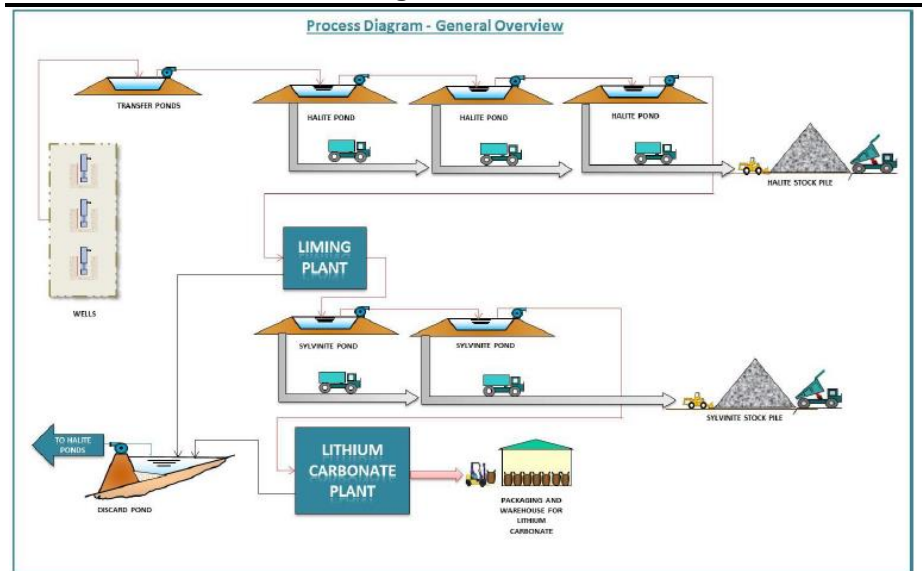 Process Diagram - General Overview
TRANSFER PONDS
HALITE POND
HALITE POND
HALITE POND
HALITE STOCK PILE
WELLS
LIMING
PLANT
SYLVINITE POND
SYLVINITE POND
SYLVINITE STOCK PILE
TO HALITE
PONDS
DISCARD POND
LITHIUM
CARBONATE
PLANT
PACKAGING AND
WAREHOUSE FOR
LITHIUM
CARBONATE